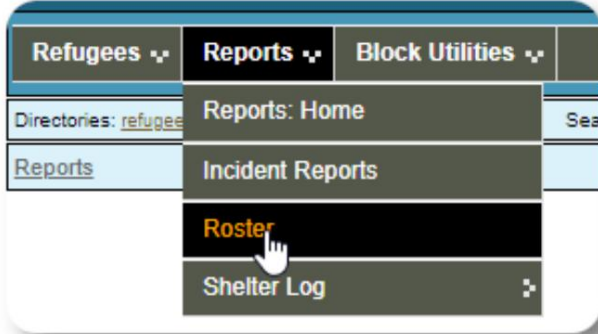 Refugees Reports Block Utilities
Reports: Home
Directories: refugee Sea
Reports
Incident Reports
Roster
Shelter Log